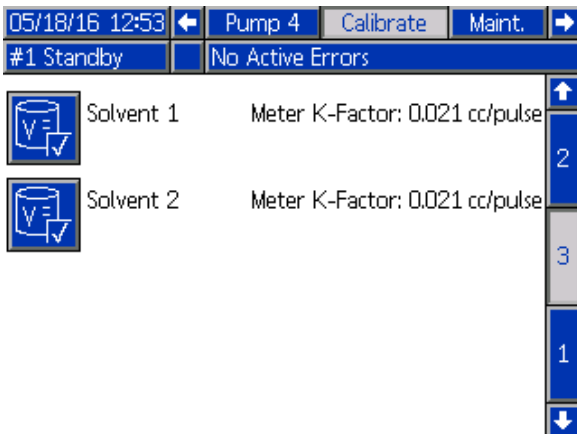 05/18/16 12:53 Pump 4 Calibrate Maint.
#1 Standby No Active Errors
Solvent 1 Meter K-Factor: 0.021 cc/pulse
2
Solvent 2 Meter K-Factor: 0.021 cc/pulse
3
1